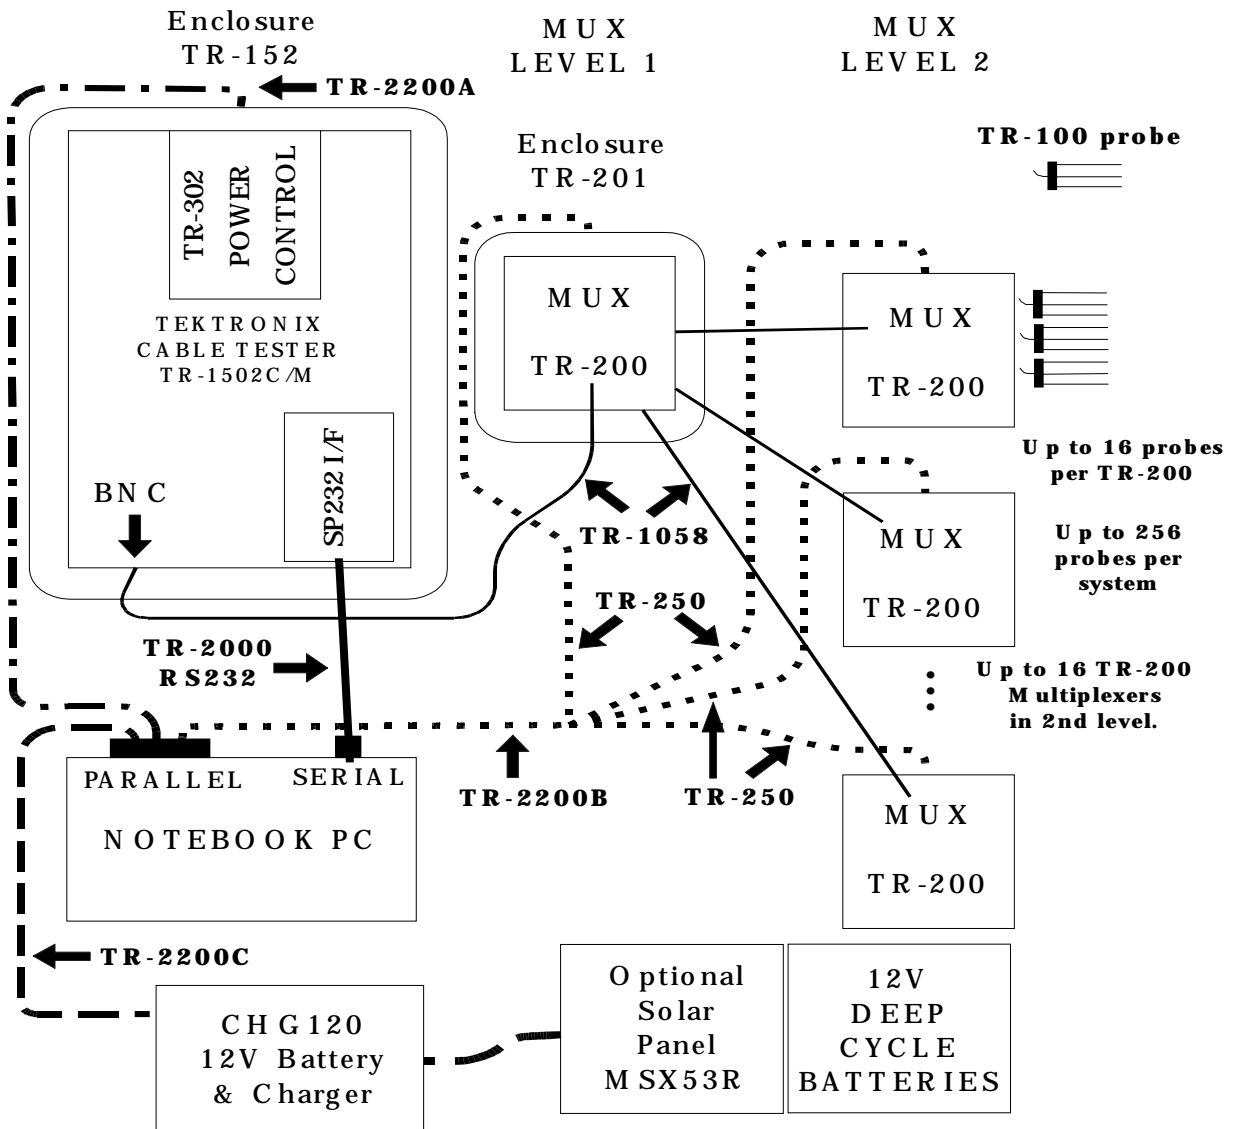 Enclosure
TR-152
MUX
LEVEL 1
MUX
LEVEL 2
TR-2200A
TR-100 probe
Enclosure
TR-201
TR-302
POWER
CONTROL
TEKTRONIX
CABLE TESTER
TR-1502C/M
MUX
TR-200
MUX
TR-200
Up to 16 probes
per TR-200
SP232 I/F
BNC
TR-1058
MUX
TR-200
Up to 256
probes per
system
TR-250
TR-2000
RS232
Up to 16 TR-200
Multiplexers
in 2nd level.
PARALLEL
SERIAL
NOTEBOOK PC
TR-2200B
TR-250
MUX
TR-200
TR-2200C
CHG120
12V Battery
& Charger
Optional
Solar
Panel
MSX53R
12V
DEEP
CYCLE
BATTERIES